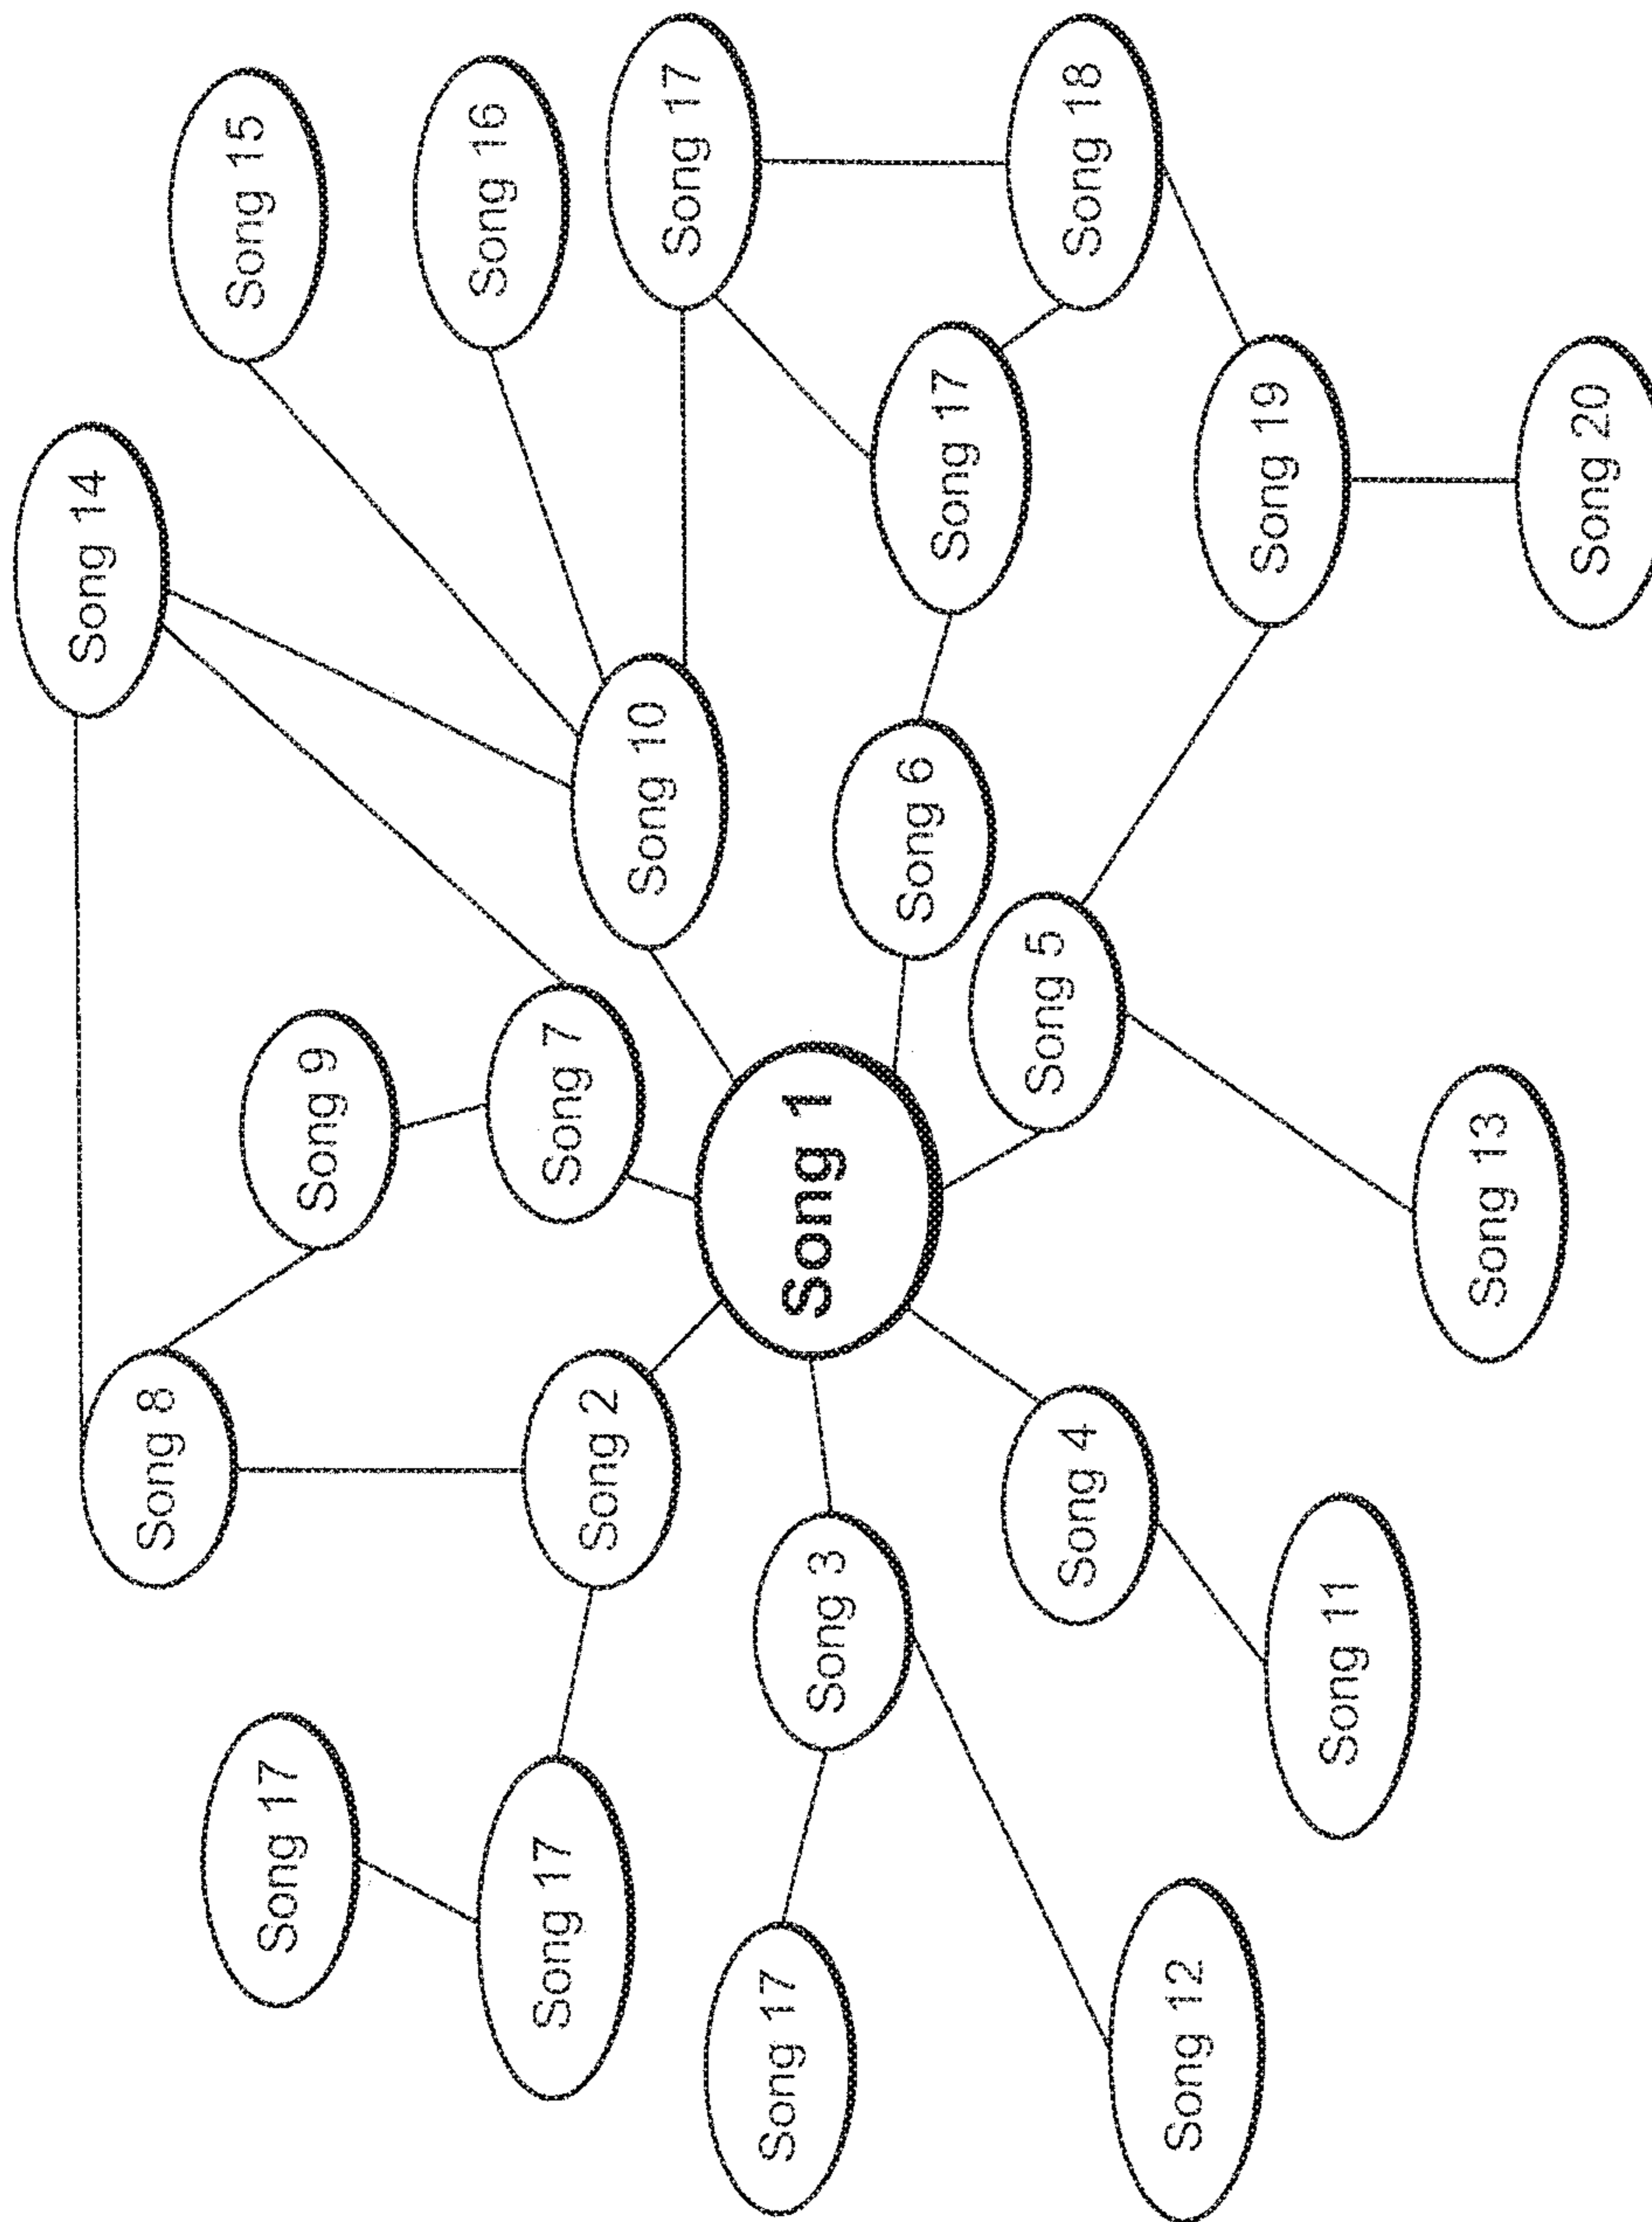 Song 14
Song 15
Song 16
Song 17
Song 8
Song 9
Song 7
Song 10
Song 17
Song 17
Song 2
Song 6
Song 17
Song 18
Song 1
Song 3
Song 5
Song 17
Song 4
Song 19
Song 12
Song 11
Song 13
Song 20